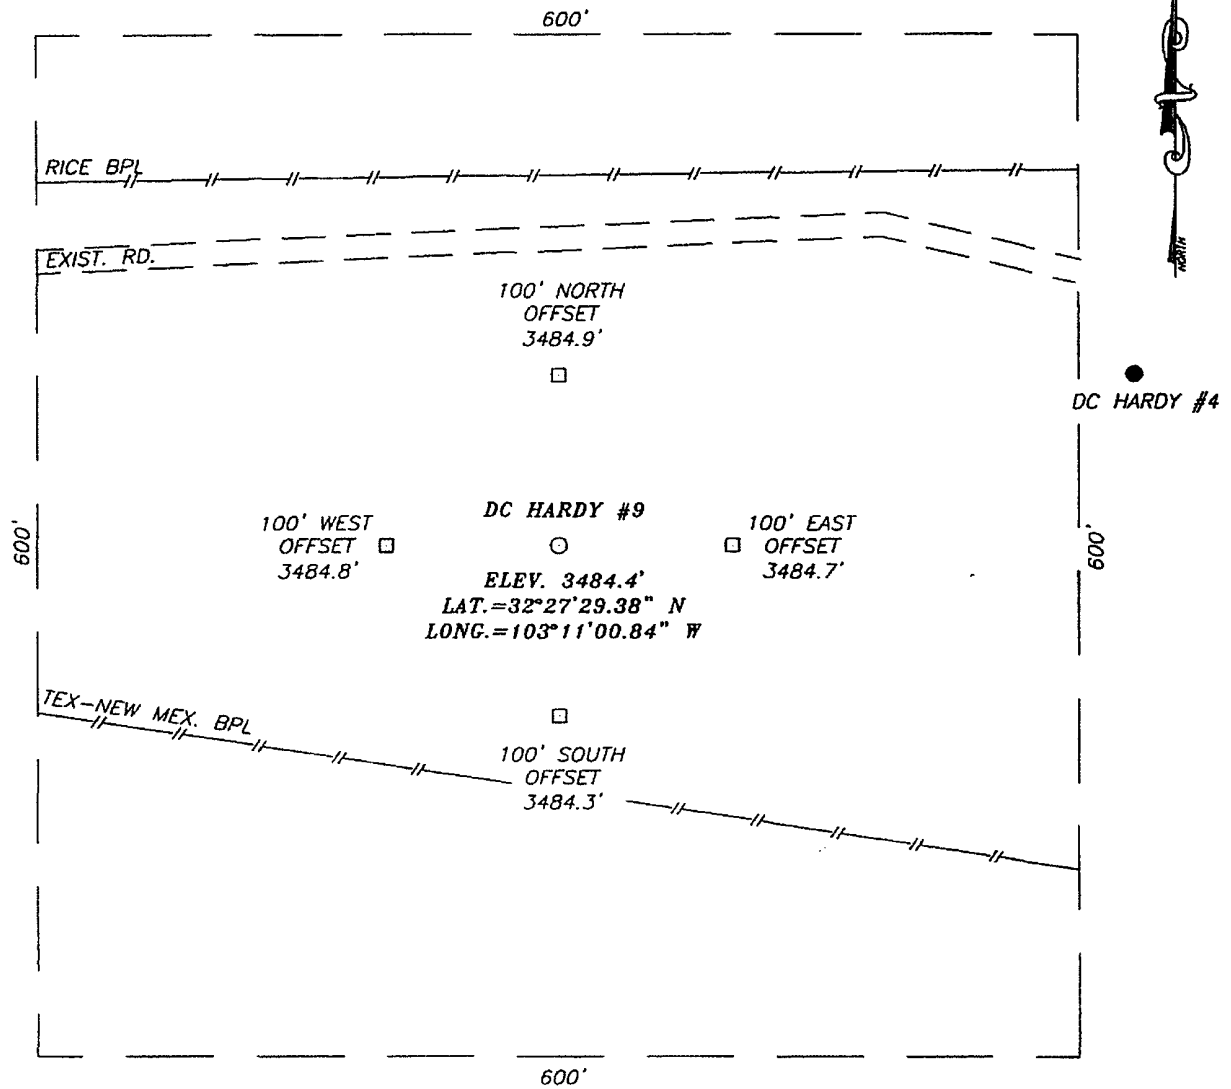 600'
NORTH
RICE BPL
EXIST. RD.
100' NORTH
OFFSET
3484.9'
DC HARDY #4
600'
100' WEST
OFFSET
3484.8'
DC HARDY #9
ELEV. 3484.4'
LAT.=32°27'29.38" N
LONG.=103°11'00.84" W
100' EAST
OFFSET
3484.7'
600'
TEX-NEW MEX. BPL
100' SOUTH
OFFSET
3484.3'
600'